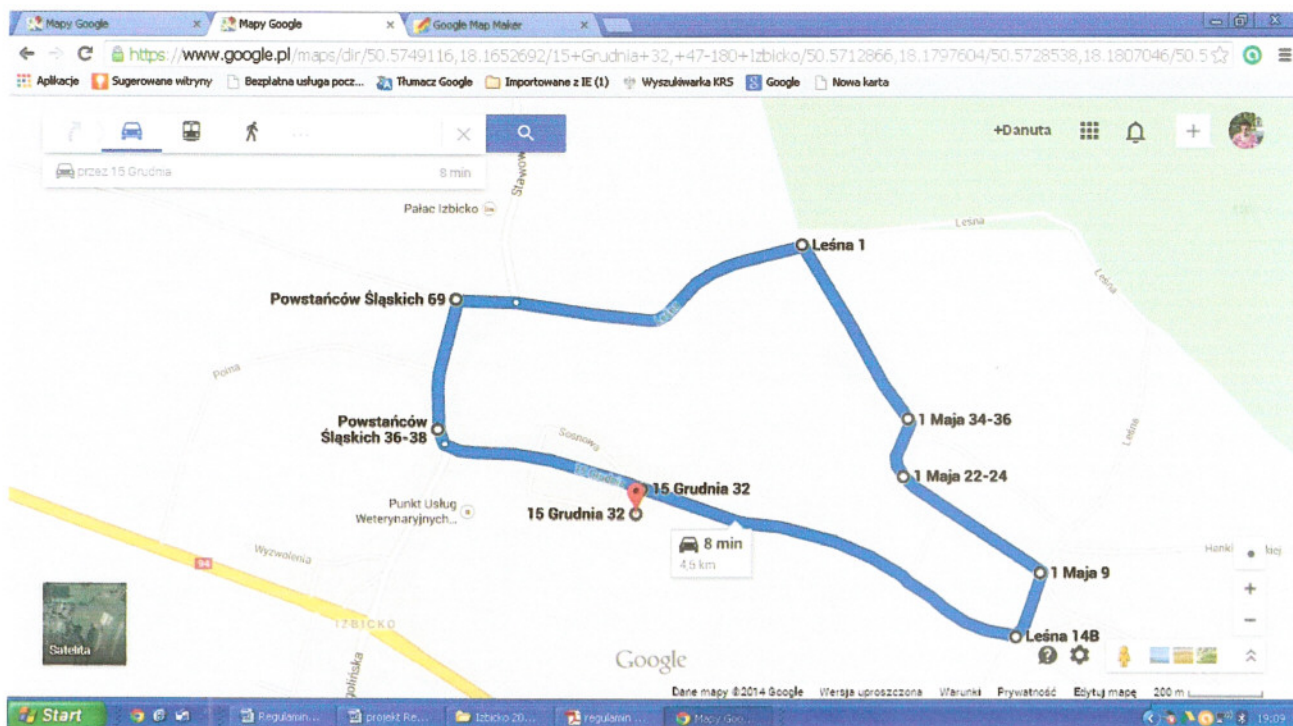 Mapy Google
Mapy Google
Google Map Maker
https://www.google.pl/maps/dir/50.5749116,18.1652692/15+Grudnia+32,+47-180+Izbicko/50.5712866,18.1797604/50.5728538,18.1807046/50.5
Aplikacje
Sugerowane witryny
Bezpłatna usługa pocz...
Tłumacz Google
Importowane z IE (1)
Wyszukiwarka KRS
Google
Nowa karta
+Danuta
przez 15 Grudnia 8 min
Stawow
Pałac Izbicko
Leśna
Leśna 1
Leśna
Powstańców Śląskich 69
Polna
Powstańców
Śląskich 36-38
1 Maja 34-36
Leśna
Sosnowa
1 Maja 22-24
15 Grudnia 32
15 Grudnia 32
Punkt Usług
Weterynaryjnych...
8 min
4,5 km
Wyzwolenia
94
1 Maja 9
IZBICKO
Leśna 14B
Satelita
Google
golińska
Dane mapy ©2014 Google
Wersja uproszczona
Warunki
Prywatność
Edytuj mapę
200 m
Start
Regulamin...
projekt Re...
Izbicko 20...
regulamin ...
Mapy Goo...
19:09